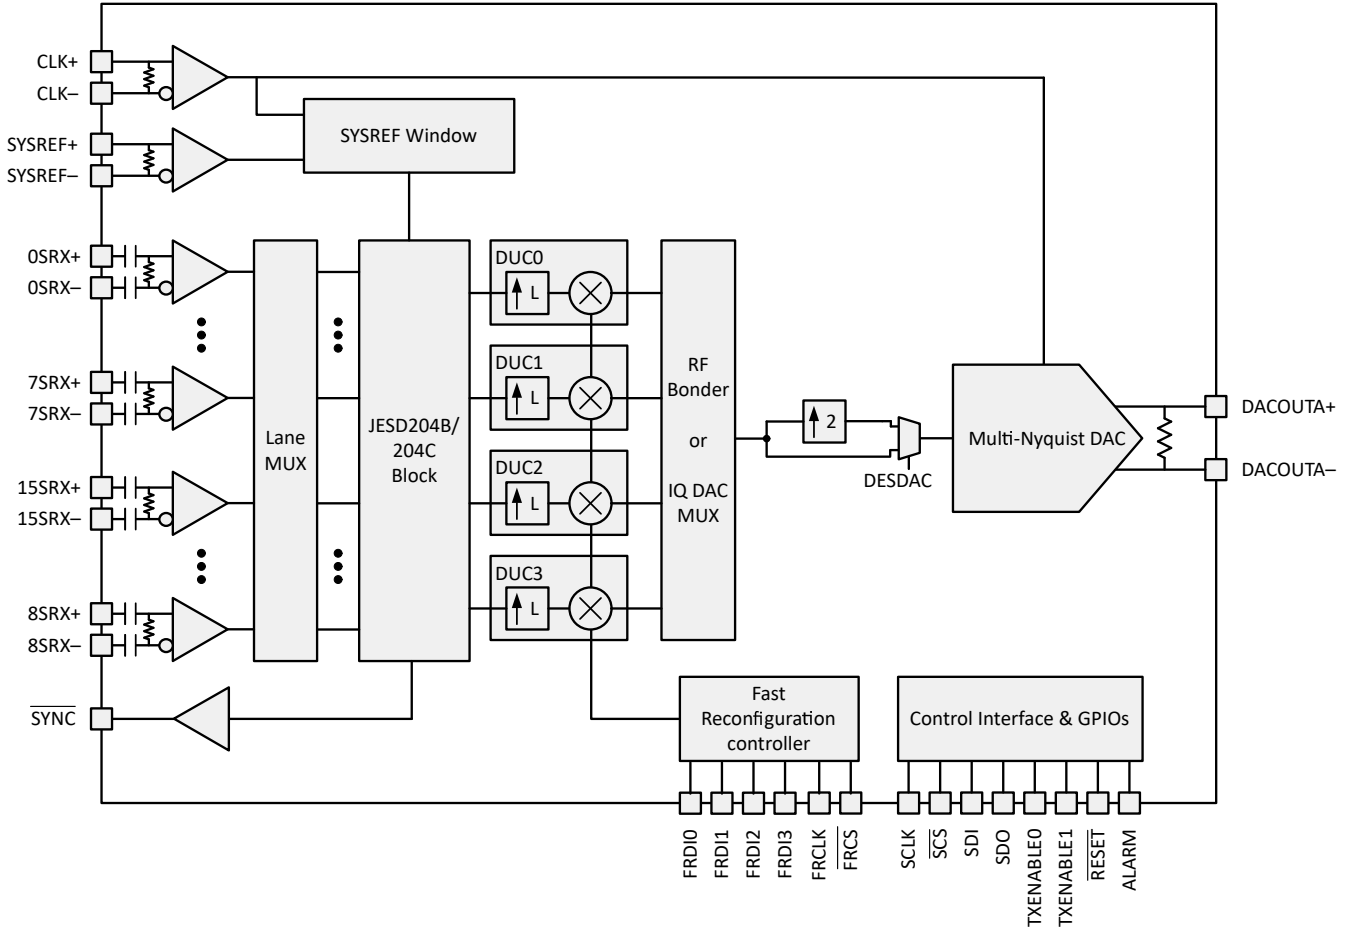 CLK+
CLK–
SYSREF+
SYSREF–
SYSREF Window
0SRX+
0SRX–
7SRX+
7SRX–
15SRX+
15SRX–
8SRX+
8SRX–
SYNC
Lane
MUX
JESD204B/
204C
Block
DUC0
L
DUC1
L
DUC2
L
DUC3
L
RF
Bonder
or
IQ DAC
MUX
2
DESDAC
Multi-Nyquist DAC
DACOUTA+
DACOUTA–
Fast
Reconfiguration
controller
Control Interface & GPIOs
FRDI0
FRDI1
FRDI2
FRDI3
FRCLK
FRCS
SCLK
SCS
SDI
SDO
TXENABLE0
TXENABLE1
RESET
ALARM